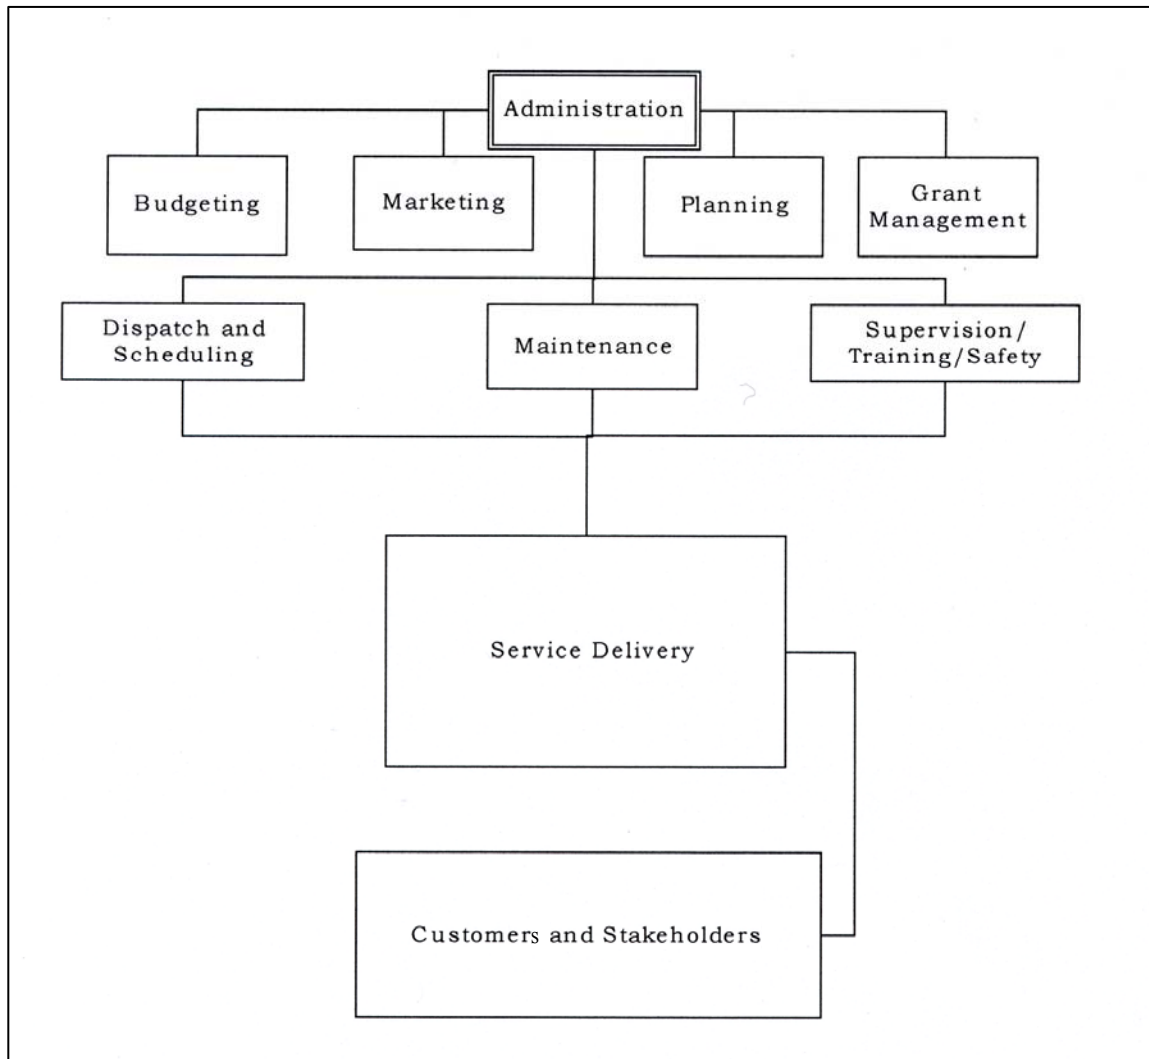 Administration
Budgeting
Marketing
Planning
Grant
Management
Dispatch and
Scheduling
Maintenance
Supervision/
Training/Safety
Service Delivery
Customers and Stakeholders